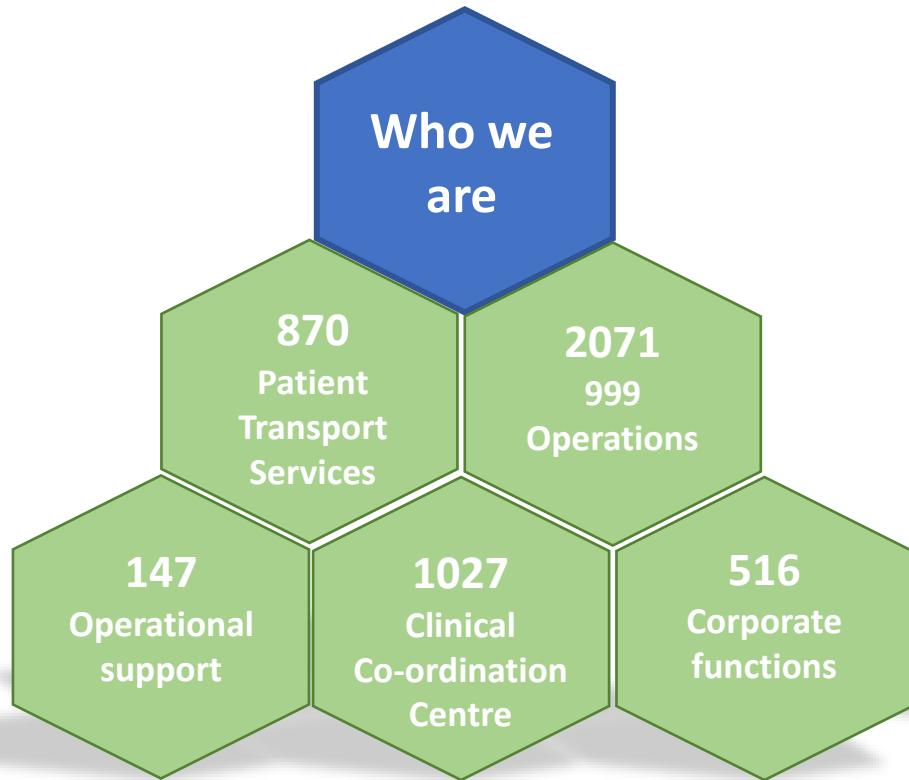 Who we
are
870
Patient
Transport
Services
2071
999
Operations
147
Operational
support
1027
Clinical
Co-ordination
Centre
516
Corporate
functions